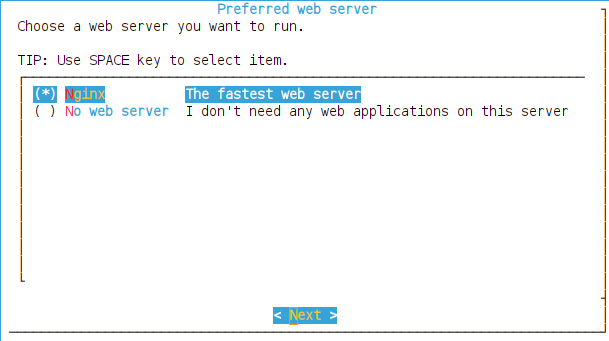 Preferred web server
Choose a web server you want to run.
TIP: Use SPACE key to select item.
(*) Nginx The fastest web server
( ) No web server I don't need any web applications on this server
< Next >